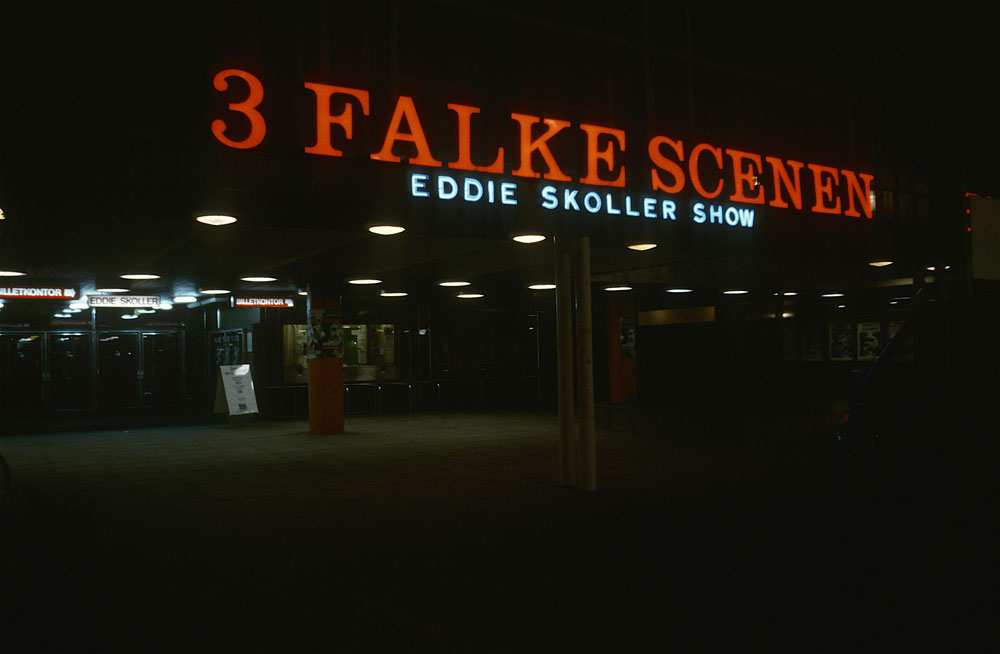 3 FALKE SCENEN
EDDIE SKOLLER SHOW
BILLETKONTOR
EDDIE SKOLLER
BILLETKONTOR